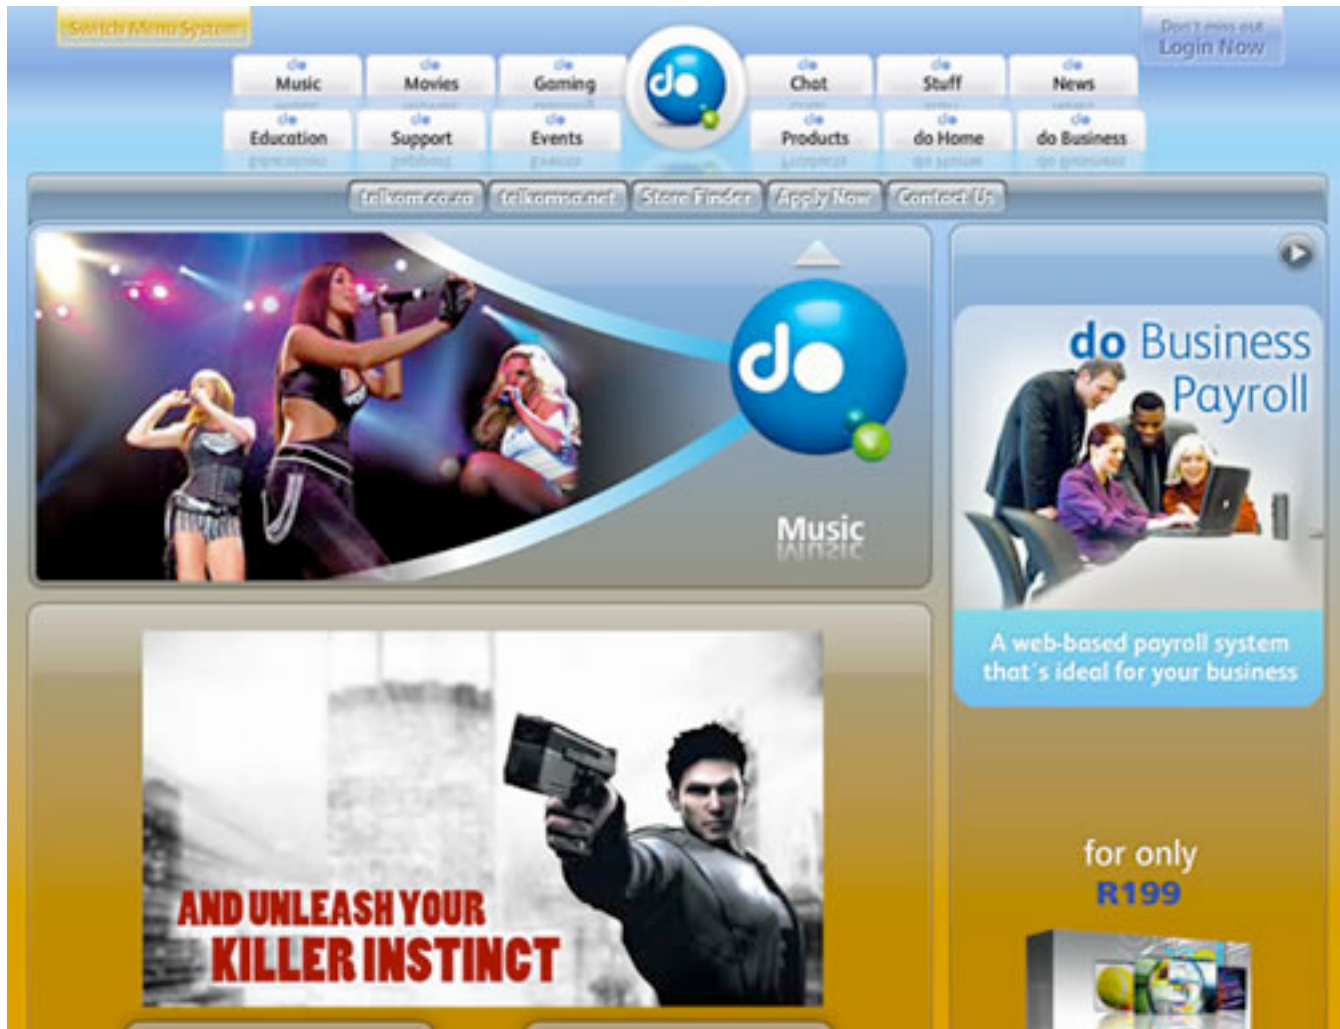 Switch Menu System
Don't miss out
Login Now
do
Music
do
Movies
do
Gaming
do
do
Chat
do
Stuff
do
News
do
Education
do
Support
do
Events
do
Products
do Home
do Business
telkom.co.za
telkomsa.net
Store Finder
Apply Now
Contact Us
do
Music
do Business
Payroll
A web-based payroll system
that's ideal for your business
for only
R199
AND UNLEASH YOUR
KILLER INSTINCT